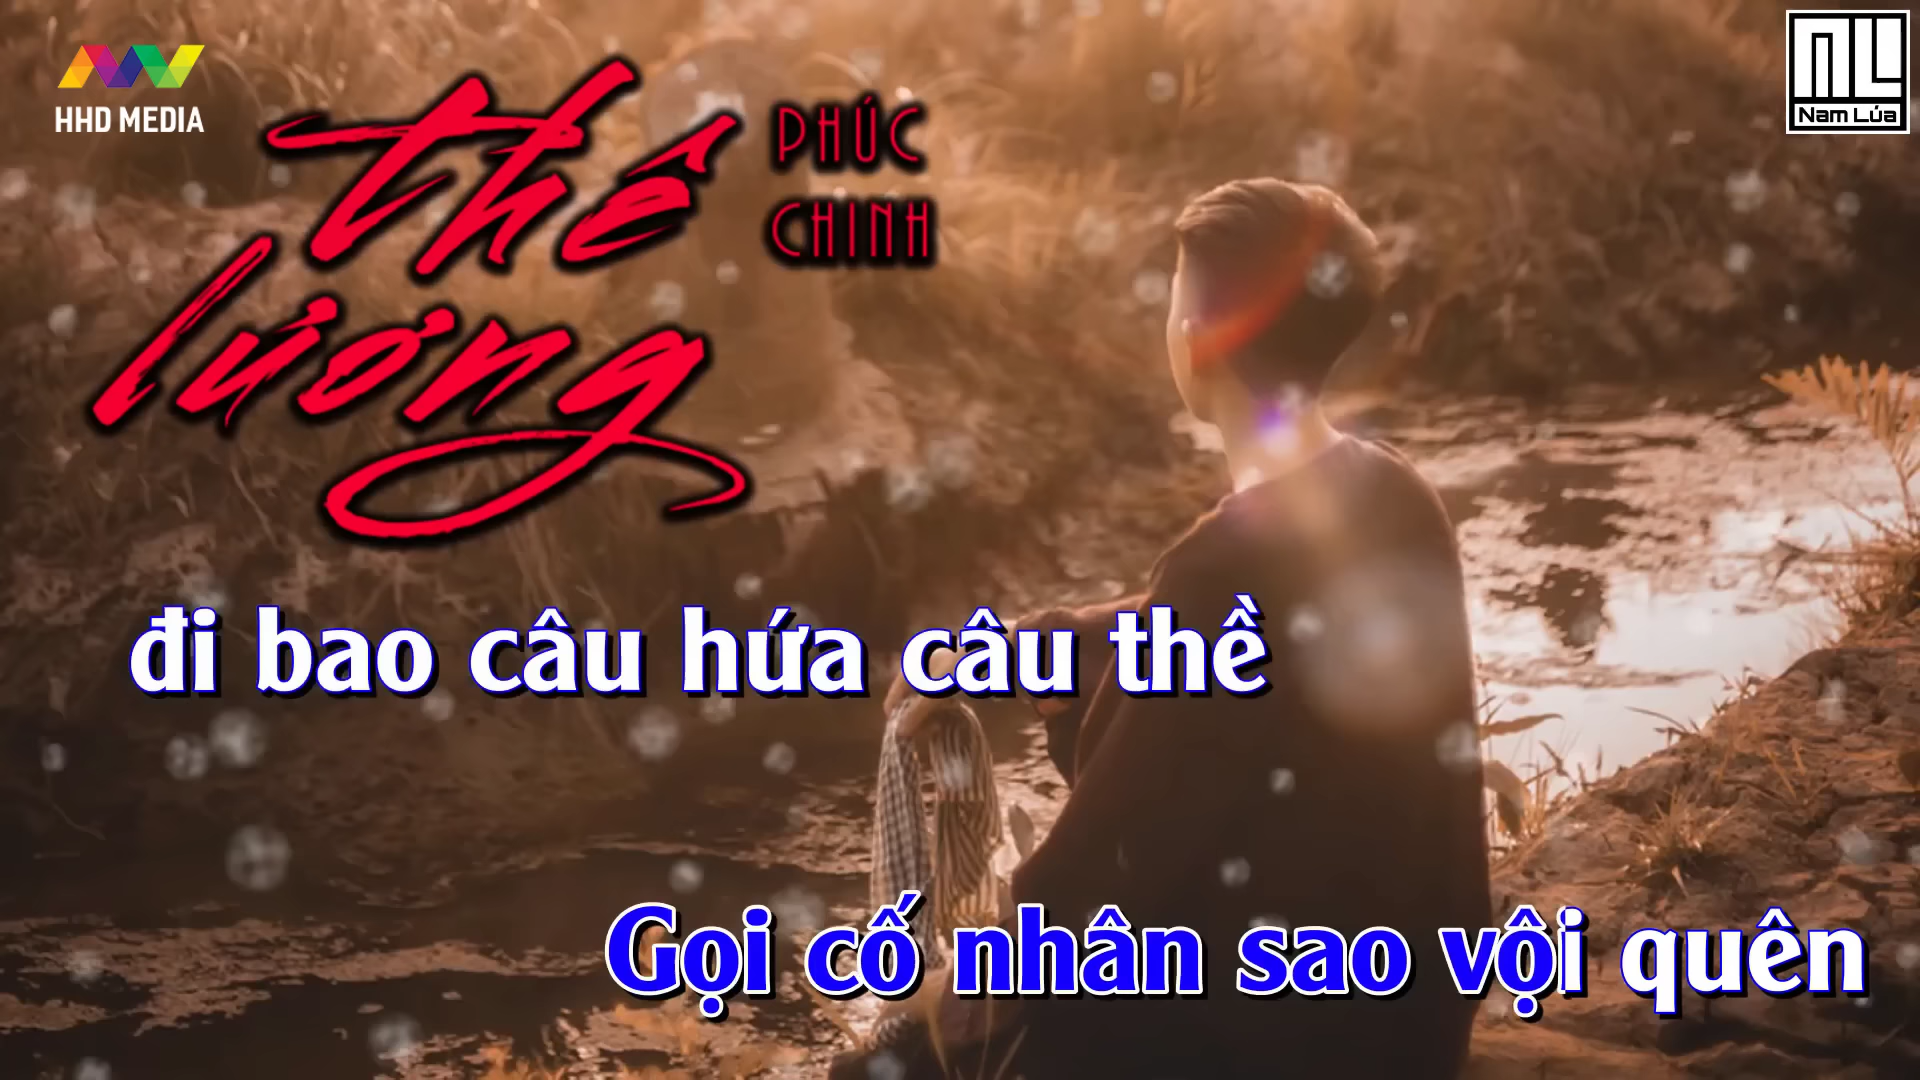 HHD MEDIA
thê lương
PHÚC
CHINH
Nam Lúa
đi bao câu hứa câu thề
Gọi cố nhân sao vội quên